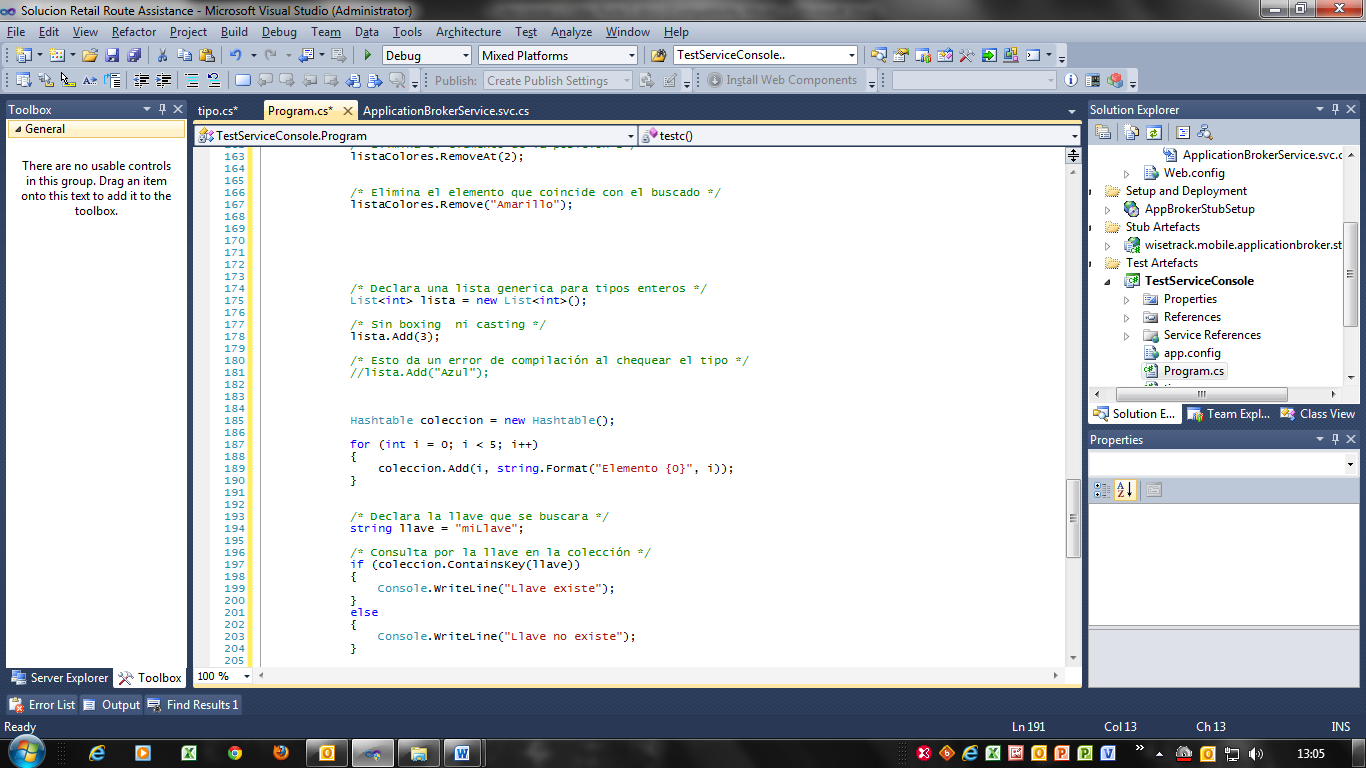 Solucion Retail Route Assistance - Microsoft Visual Studio (Administrator)
File Edit View Refactor Project Build Debug Team Data Tools Architecture Test Analyze Window Help
Debug Mixed Platforms TestServiceConsole..
Publish: Create Publish Settings Install Web Components
Toolbox
General
There are no usable controls
in this group. Drag an item
onto this text to add it to the
toolbox.
Server Explorer Toolbox
tipo.cs* Program.cs* ApplicationBrokerService.svc.cs
TestServiceConsole.Program testc()
163 listaColores.RemoveAt(2);
164
165
166 /* Elimina el elemento que coincide con el buscado */
167 listaColores.Remove("Amarillo");
168
169
170
171
172
173
174 /* Declara una lista generica para tipos enteros */
175 List<int> lista = new List<int>();
176
177 /* Sin boxing  ni casting */
178 lista.Add(3);
179
180 /* Esto da un error de compilación al chequear el tipo */
181 //lista.Add("Azul");
182
183
184
185 Hashtable coleccion = new Hashtable();
186
187 for (int i = 0; i < 5; i++)
188 {
189 coleccion.Add(i, string.Format("Elemento {0}", i));
190 }
191
192
193 /* Declara la llave que se buscara */
194 string llave = "miLlave";
195
196 /* Consulta por la llave en la colección */
197 if (coleccion.ContainsKey(llave))
198 {
199 Console.WriteLine("Llave existe");
200 }
201 else
202 {
203 Console.WriteLine("Llave no existe");
204 }
205
100 %
Solution Explorer
ApplicationBrokerService.svc.c
Web.config
Setup and Deployment
AppBrokerStubSetup
Stub Artefacts
wisetrack.mobile.applicationbroker.st
Test Artefacts
TestServiceConsole
Properties
References
Service References
app.config
Program.cs
Solution E... Team Expl... Class View
Properties
Error List Output Find Results 1
Ready Ln 191 Col 13 Ch 13 INS
13:05